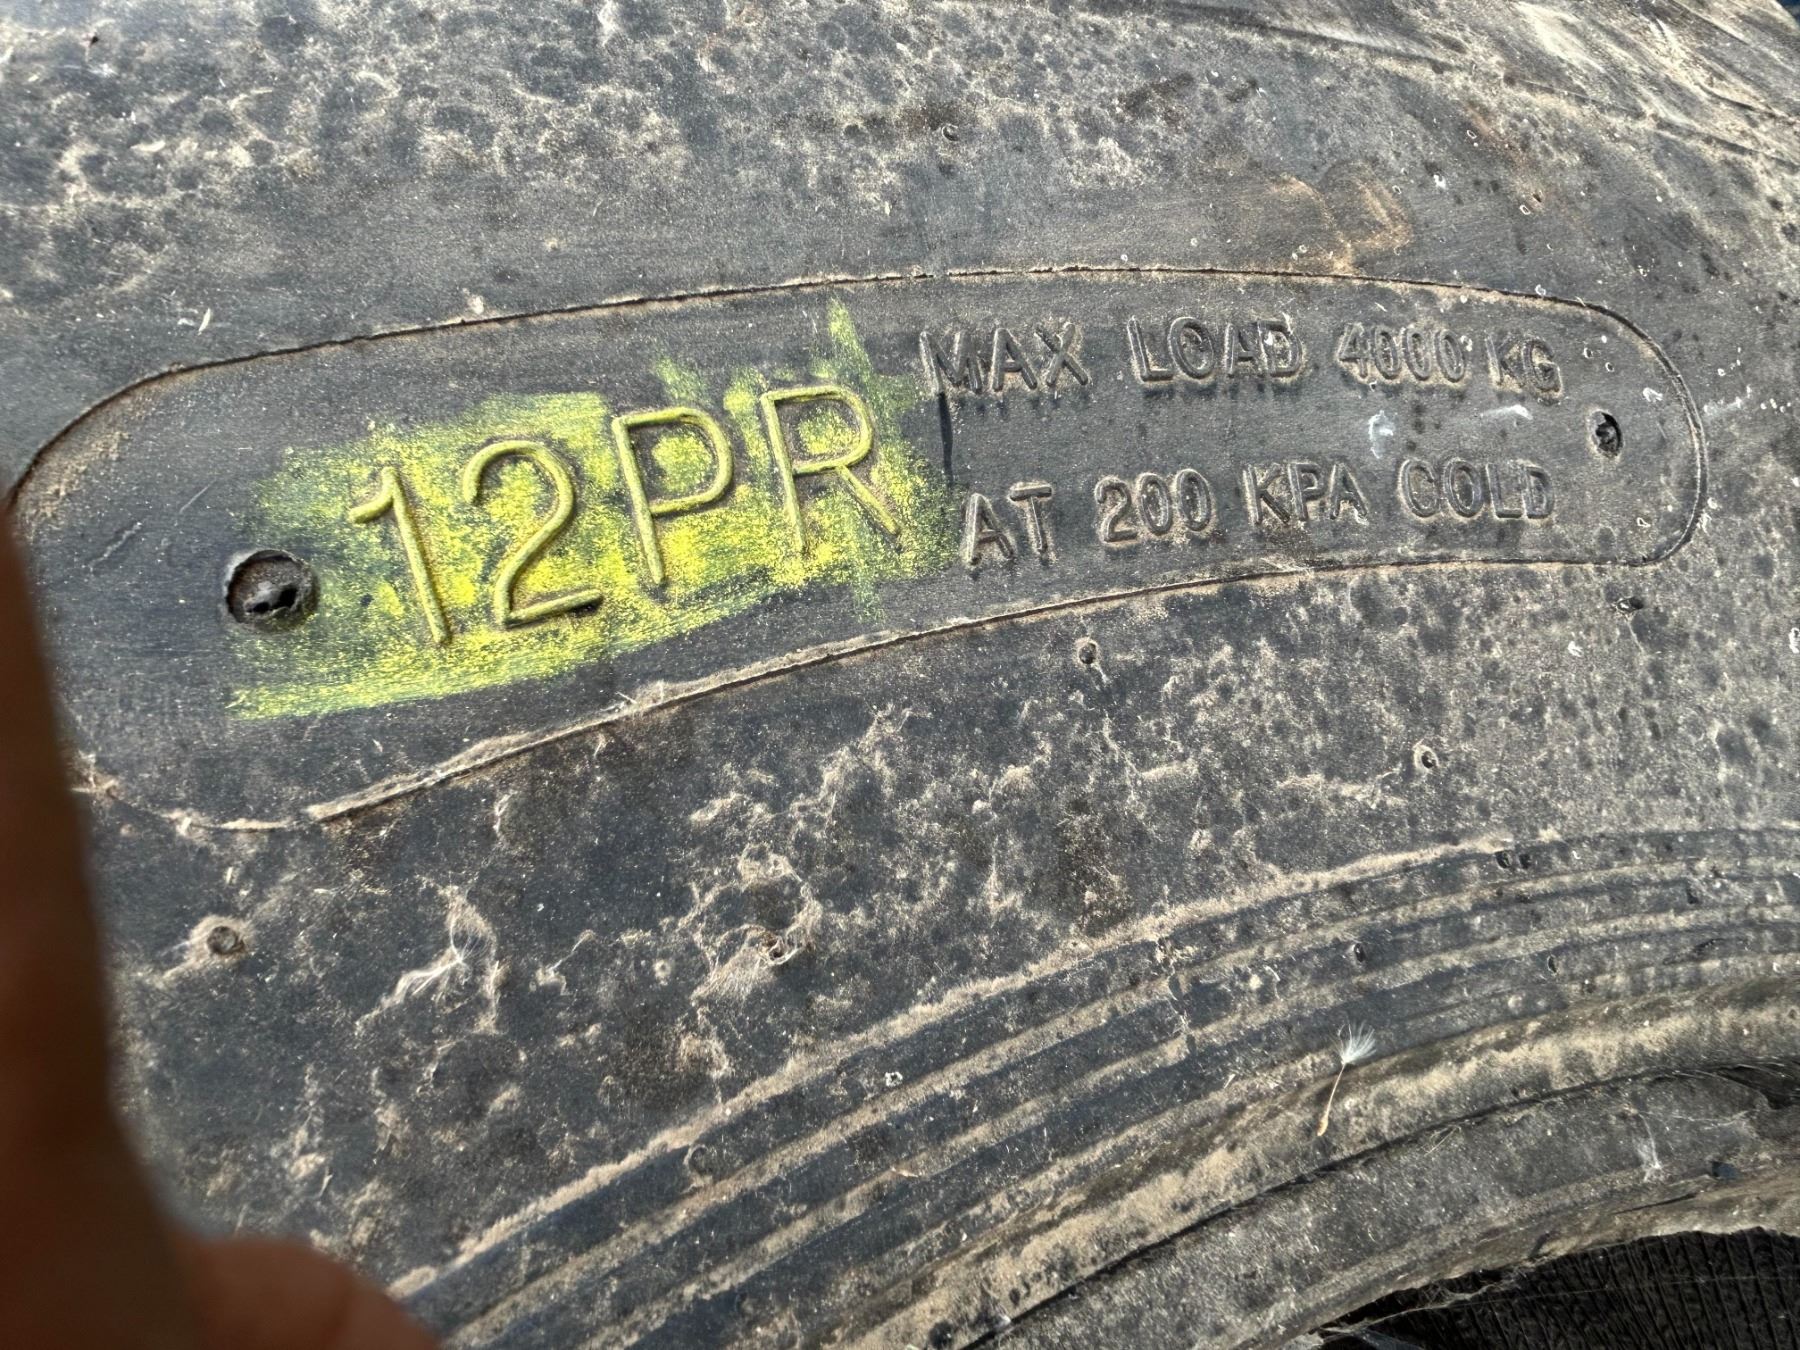 12PR
MAX LOAD 4000 KG
AT 200 KPA COLD